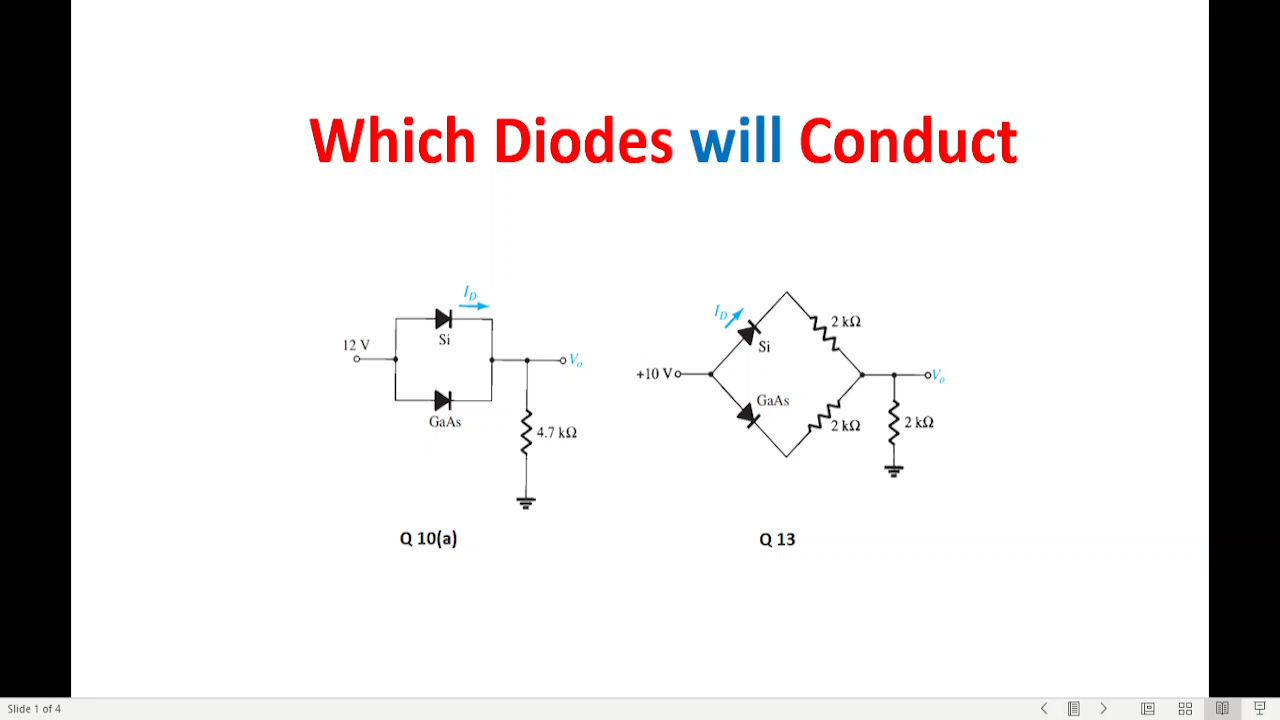 Which Diodes will Conduct
I_D
Si
12 V
V_o
GaAs
4.7 kΩ
Q 10(a)
I_D
2 kΩ
Si
+10 V
V_o
GaAs
2 kΩ
2 kΩ
Q 13
Slide 1 of 4